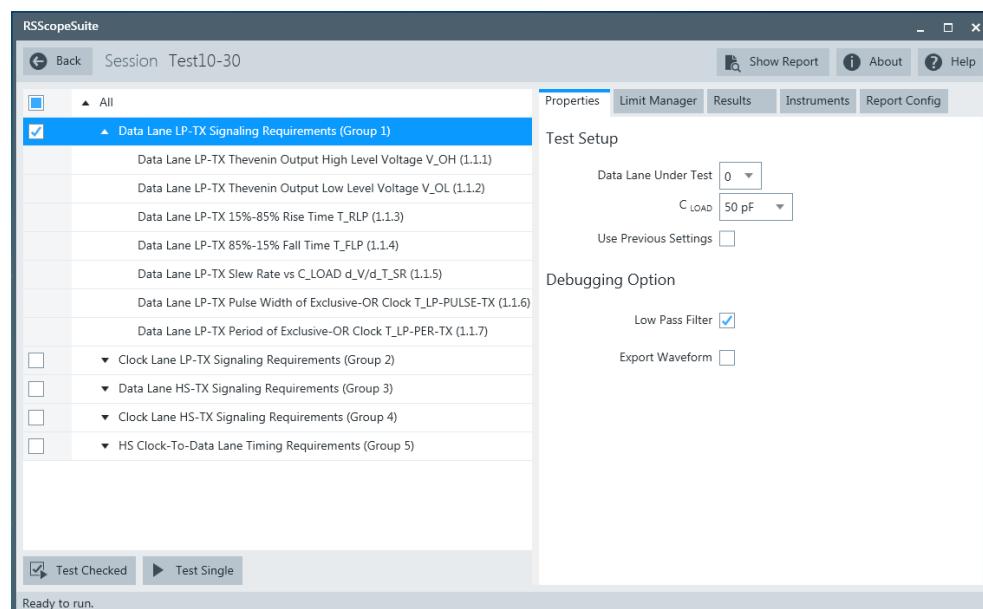 RSScopeSuite
Back
Session Test10-30
Show Report
About
Help
All
Data Lane LP-TX Signaling Requirements (Group 1)
Data Lane LP-TX Thevenin Output High Level Voltage V_OH (1.1.1)
Data Lane LP-TX Thevenin Output Low Level Voltage V_OL (1.1.2)
Data Lane LP-TX 15%-85% Rise Time T_RLP (1.1.3)
Data Lane LP-TX 85%-15% Fall Time T_FLP (1.1.4)
Data Lane LP-TX Slew Rate vs C_LOAD d_V/d_T_SR (1.1.5)
Data Lane LP-TX Pulse Width of Exclusive-OR Clock T_LP-PULSE-TX (1.1.6)
Data Lane LP-TX Period of Exclusive-OR Clock T_LP-PER-TX (1.1.7)
Clock Lane LP-TX Signaling Requirements (Group 2)
Data Lane HS-TX Signaling Requirements (Group 3)
Clock Lane HS-TX Signaling Requirements (Group 4)
HS Clock-To-Data Lane Timing Requirements (Group 5)
Test Checked
Test Single
Properties
Limit Manager
Results
Instruments
Report Config
Test Setup
Data Lane Under Test 0
C LOAD 50 pF
Use Previous Settings
Debugging Option
Low Pass Filter
Export Waveform
Ready to run.